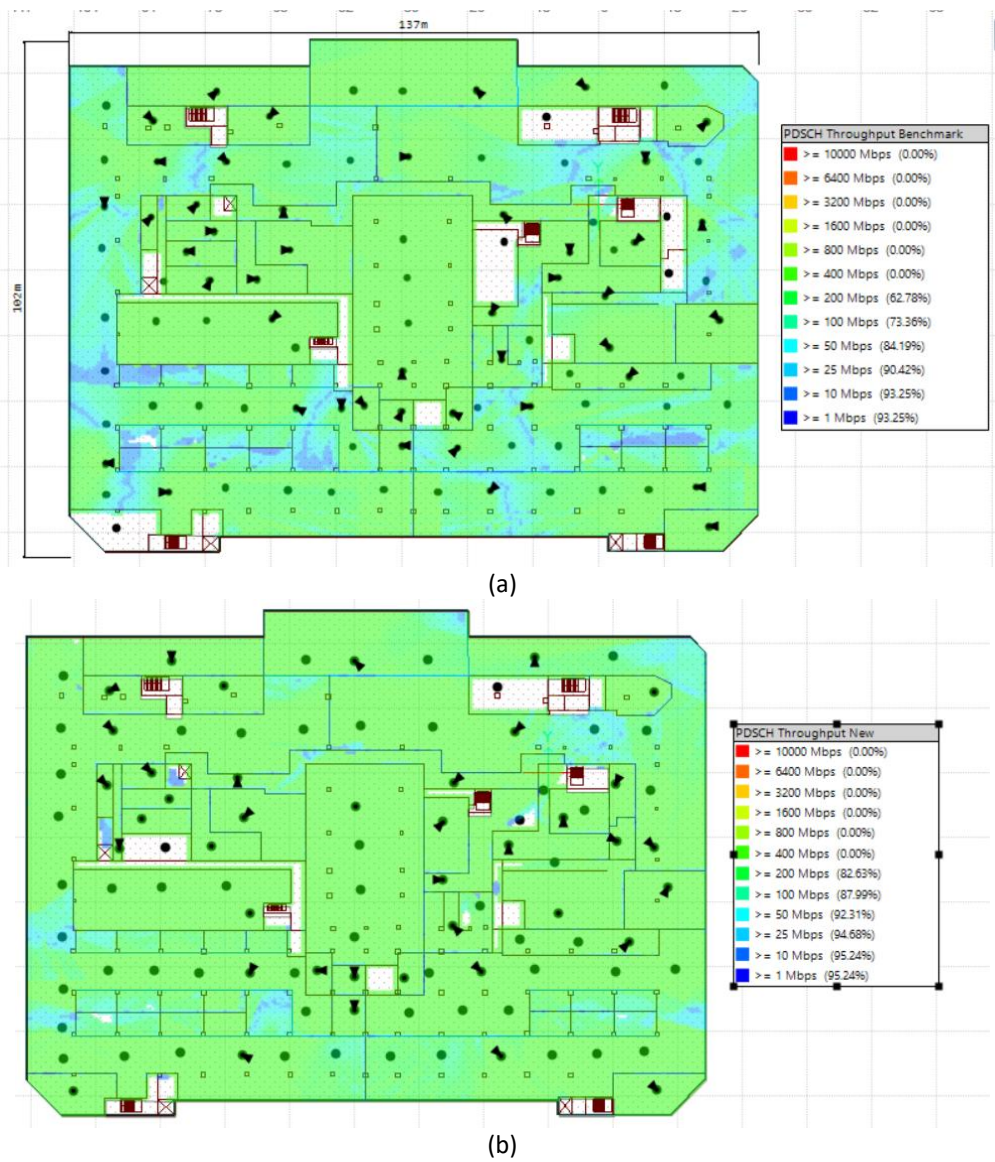 137m
102m
PDSCH Throughput Benchmark
>= 10000 Mbps (0.00%)
>= 6400 Mbps (0.00%)
>= 3200 Mbps (0.00%)
>= 1600 Mbps (0.00%)
>= 800 Mbps (0.00%)
>= 400 Mbps (0.00%)
>= 200 Mbps (62.78%)
>= 100 Mbps (73.36%)
>= 50 Mbps (84.19%)
>= 25 Mbps (90.42%)
>= 10 Mbps (93.25%)
>= 1 Mbps (93.25%)
(a)
PDSCH Throughput New
>= 10000 Mbps (0.00%)
>= 6400 Mbps (0.00%)
>= 3200 Mbps (0.00%)
>= 1600 Mbps (0.00%)
>= 800 Mbps (0.00%)
>= 400 Mbps (0.00%)
>= 200 Mbps (82.63%)
>= 100 Mbps (87.99%)
>= 50 Mbps (92.31%)
>= 25 Mbps (94.68%)
>= 10 Mbps (95.24%)
>= 1 Mbps (95.24%)
(b)